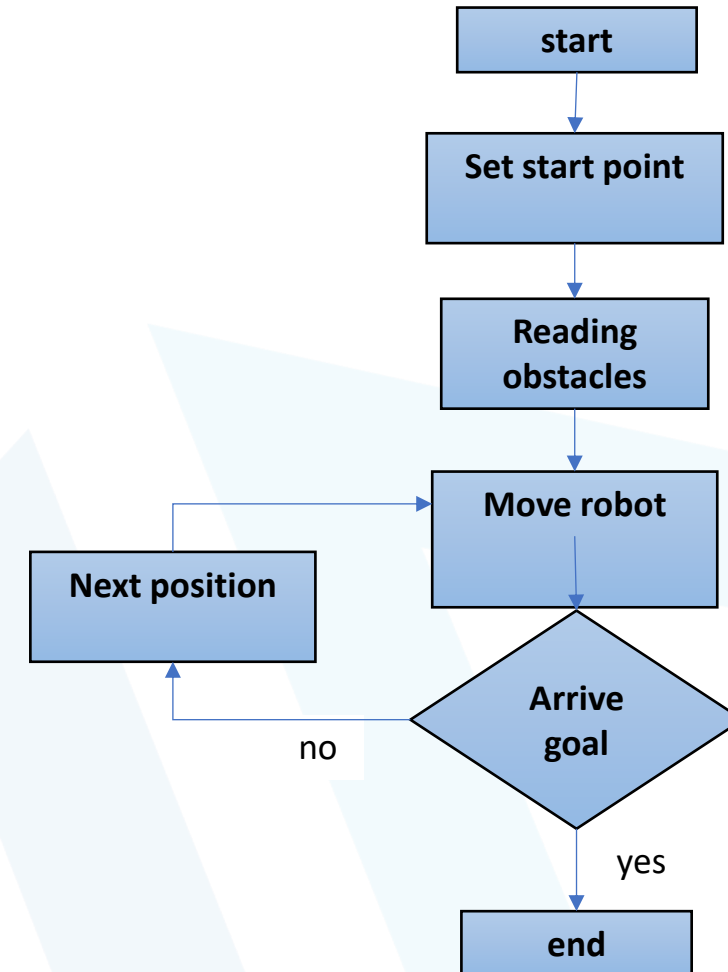 start
Set start point
Reading
obstacles
Move robot
Next position
Arrive
goal
no
yes
end